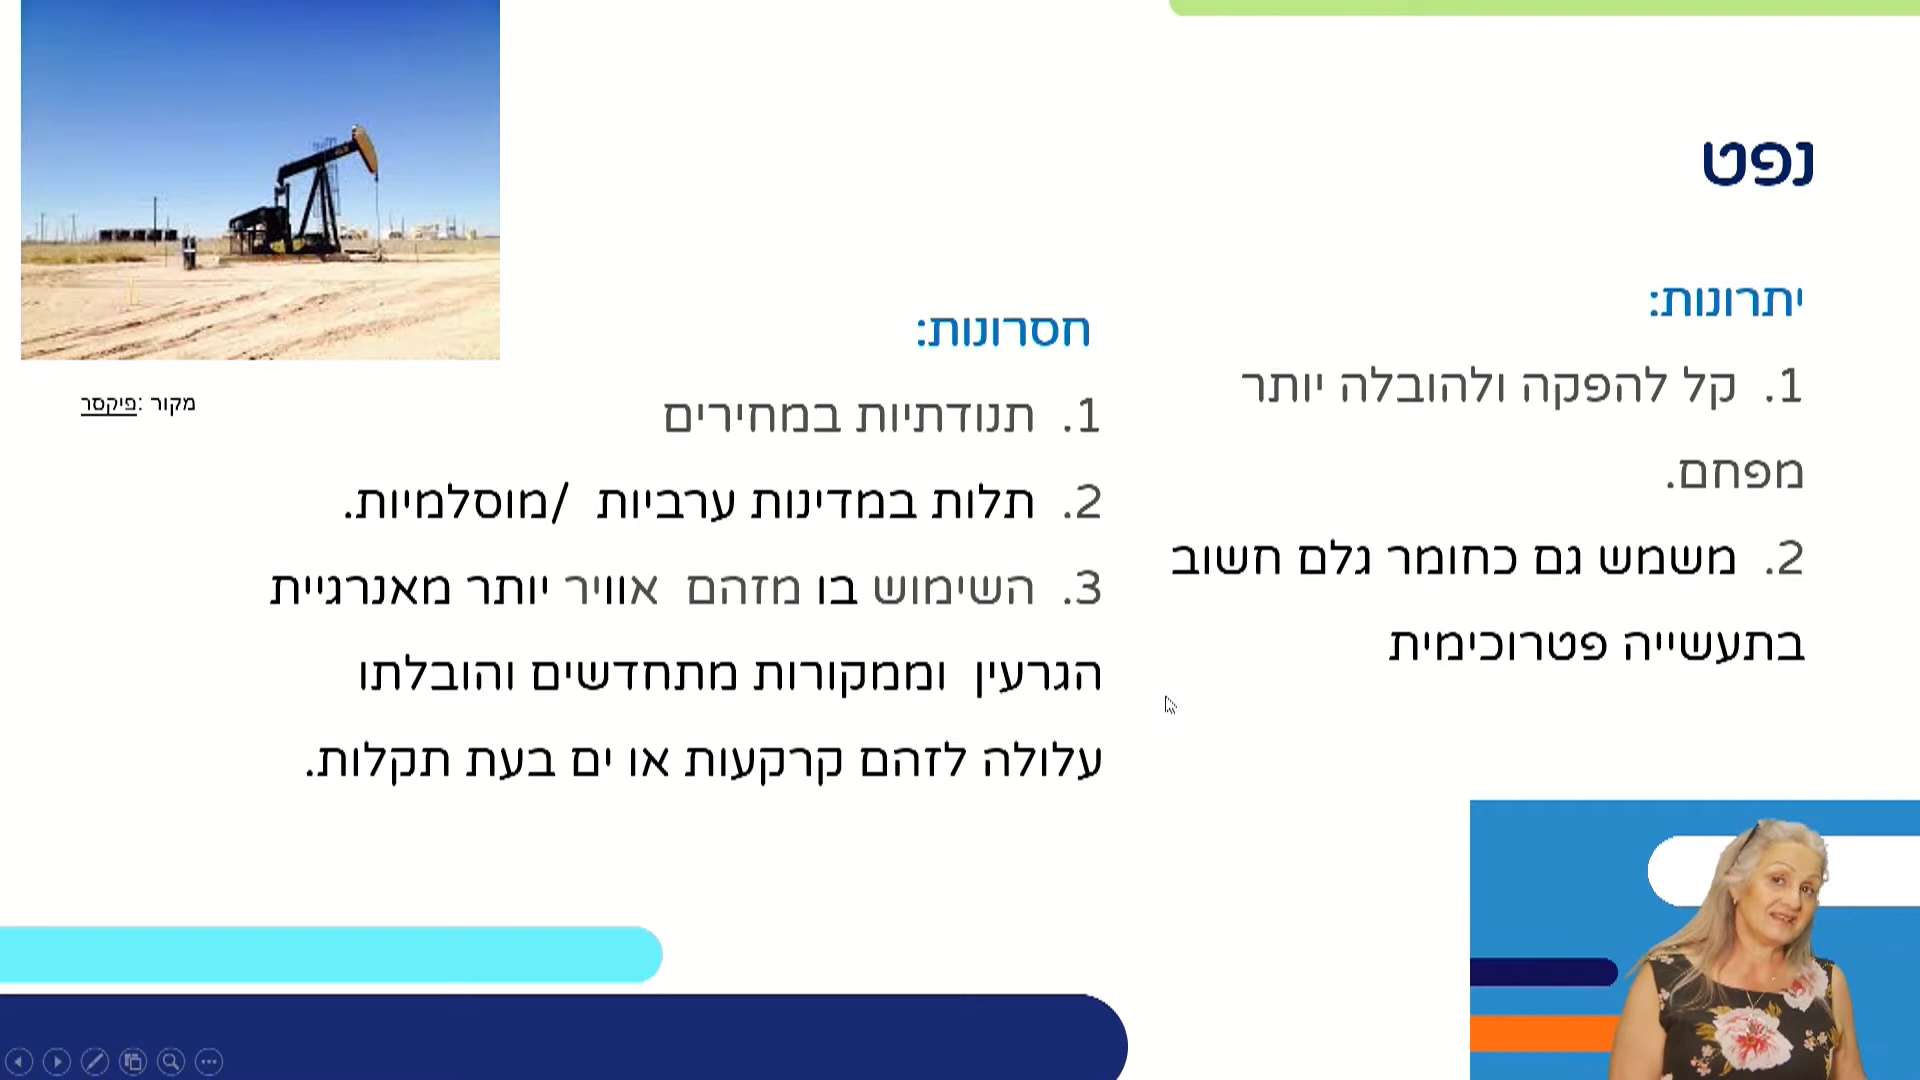 נפט
יתרונות:
1. קל להפקה ולהובלה יותר
מפחם.
2. משמש גם כחומר גלם חשוב
בתעשייה פטרוכימית
חסרונות:
1. תנודתיות במחירים
2. תלות במדינות ערביות /מוסלמיות.
3. השימוש בו מזהם אוויר יותר מאנרגיית
הגרעין וממקורות מתחדשים והובלתו
עלולה לזהם קרקעות או ים בעת תקלות.
מקור :פיקסר